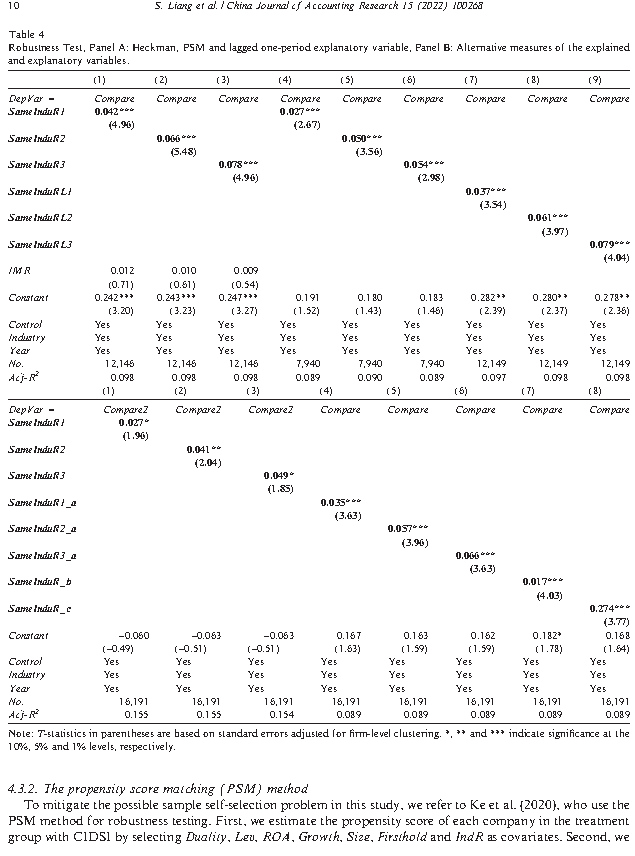 10 S. Liang et al. / China Journal of Accounting Research 15 (2022) 100268
Table 4
Robustness Test, Panel A: Heckman, PSM and lagged one-period explanatory variable, Panel B: Alternative measures of the explained
and explanatory variables.
(1) (2) (3) (4) (5) (6) (7) (8) (9)
DepVar = Compare Compare Compare Compare Compare Compare Compare Compare Compare
SameInduR1 0.042*** 0.027***
(4.96) (2.67)
SameInduR2 0.066*** 0.050***
(5.48) (3.56)
SameInduR3 0.078*** 0.054***
(4.96) (2.98)
SameInduRL1 0.037***
(3.54)
SameInduRL2 0.061***
(3.97)
SameInduRL3 0.079***
(4.04)
IMR 0.012 0.010 0.009
(0.71) (0.61) (0.54)
Constant 0.242*** 0.243*** 0.247*** 0.191 0.180 0.183 0.282** 0.280** 0.278**
(3.20) (3.23) (3.27) (1.52) (1.43) (1.46) (2.39) (2.37) (2.36)
Control Yes Yes Yes Yes Yes Yes Yes Yes Yes
Industry Yes Yes Yes Yes Yes Yes Yes Yes Yes
Year Yes Yes Yes Yes Yes Yes Yes Yes Yes
No. 12,146 12,146 12,146 7,940 7,940 7,940 12,149 12,149 12,149
Adj-R2 0.098 0.098 0.098 0.089 0.090 0.089 0.097 0.098 0.098
(1) (2) (3) (4) (5) (6) (7) (8)
DepVar = Compare2 Compare2 Compare2 Compare Compare Compare Compare Compare
SameInduR1 0.027*
(1.96)
SameInduR2 0.041**
(2.04)
SameInduR3 0.049*
(1.85)
SameInduR1_a 0.035***
(3.63)
SameInduR2_a 0.057***
(3.96)
SameInduR3_a 0.066***
(3.63)
SameInduR_b 0.017***
(4.03)
SameInduR_c 0.274***
(3.77)
Constant −0.060 −0.063 −0.063 0.167 0.163 0.162 0.182* 0.168
(−0.49) (−0.51) (−0.51) (1.63) (1.59) (1.59) (1.78) (1.64)
Control Yes Yes Yes Yes Yes Yes Yes Yes
Industry Yes Yes Yes Yes Yes Yes Yes Yes
Year Yes Yes Yes Yes Yes Yes Yes Yes
No. 16,191 16,191 16,191 16,191 16,191 16,191 16,191 16,191
Adj-R2 0.155 0.155 0.154 0.089 0.089 0.089 0.089 0.089
Note: T-statistics in parentheses are based on standard errors adjusted for firm-level clustering. *, ** and *** indicate significance at the
10%, 5% and 1% levels, respectively.
4.3.2. The propensity score matching (PSM) method
To mitigate the possible sample self-selection problem in this study, we refer to Ke et al. (2020), who use the
PSM method for robustness testing. First, we estimate the propensity score of each company in the treatment
group with CIDSI by selecting Duality, Lev, ROA, Growth, Size, Firsthold and IndR as covariates. Second, we